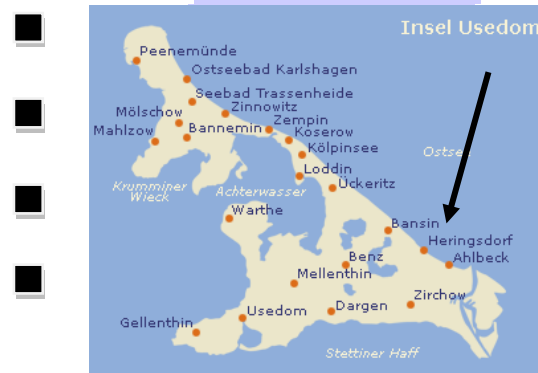 Insel Usedom
Peenemünde
Ostseebad Karlshagen
Seebad Trassenheide
Zinnowitz
Mölschow
Zempin
Mahlzow
Bannemin
Koserow
Kölpinsee
Ostsee
Loddin
Krumminer
Wieck
Achterwasser
Ückeritz
Warthe
Bansin
Heringsdorf
Benz
Ahlbeck
Mellenthin
Zirchow
Usedom
Dargen
Gellenthin
Stettiner Haff